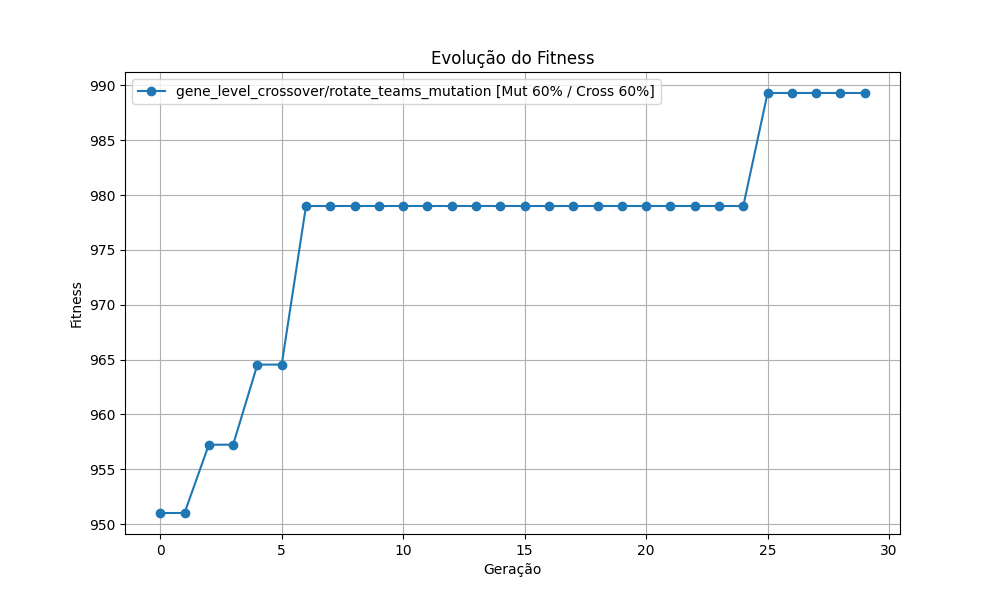 Evolução do Fitness
gene_level_crossover/rotate_teams_mutation [Mut 60% / Cross 60%]
Fitness
990
985
980
975
970
965
960
955
950
0 5 10 15 20 25 30
Geração